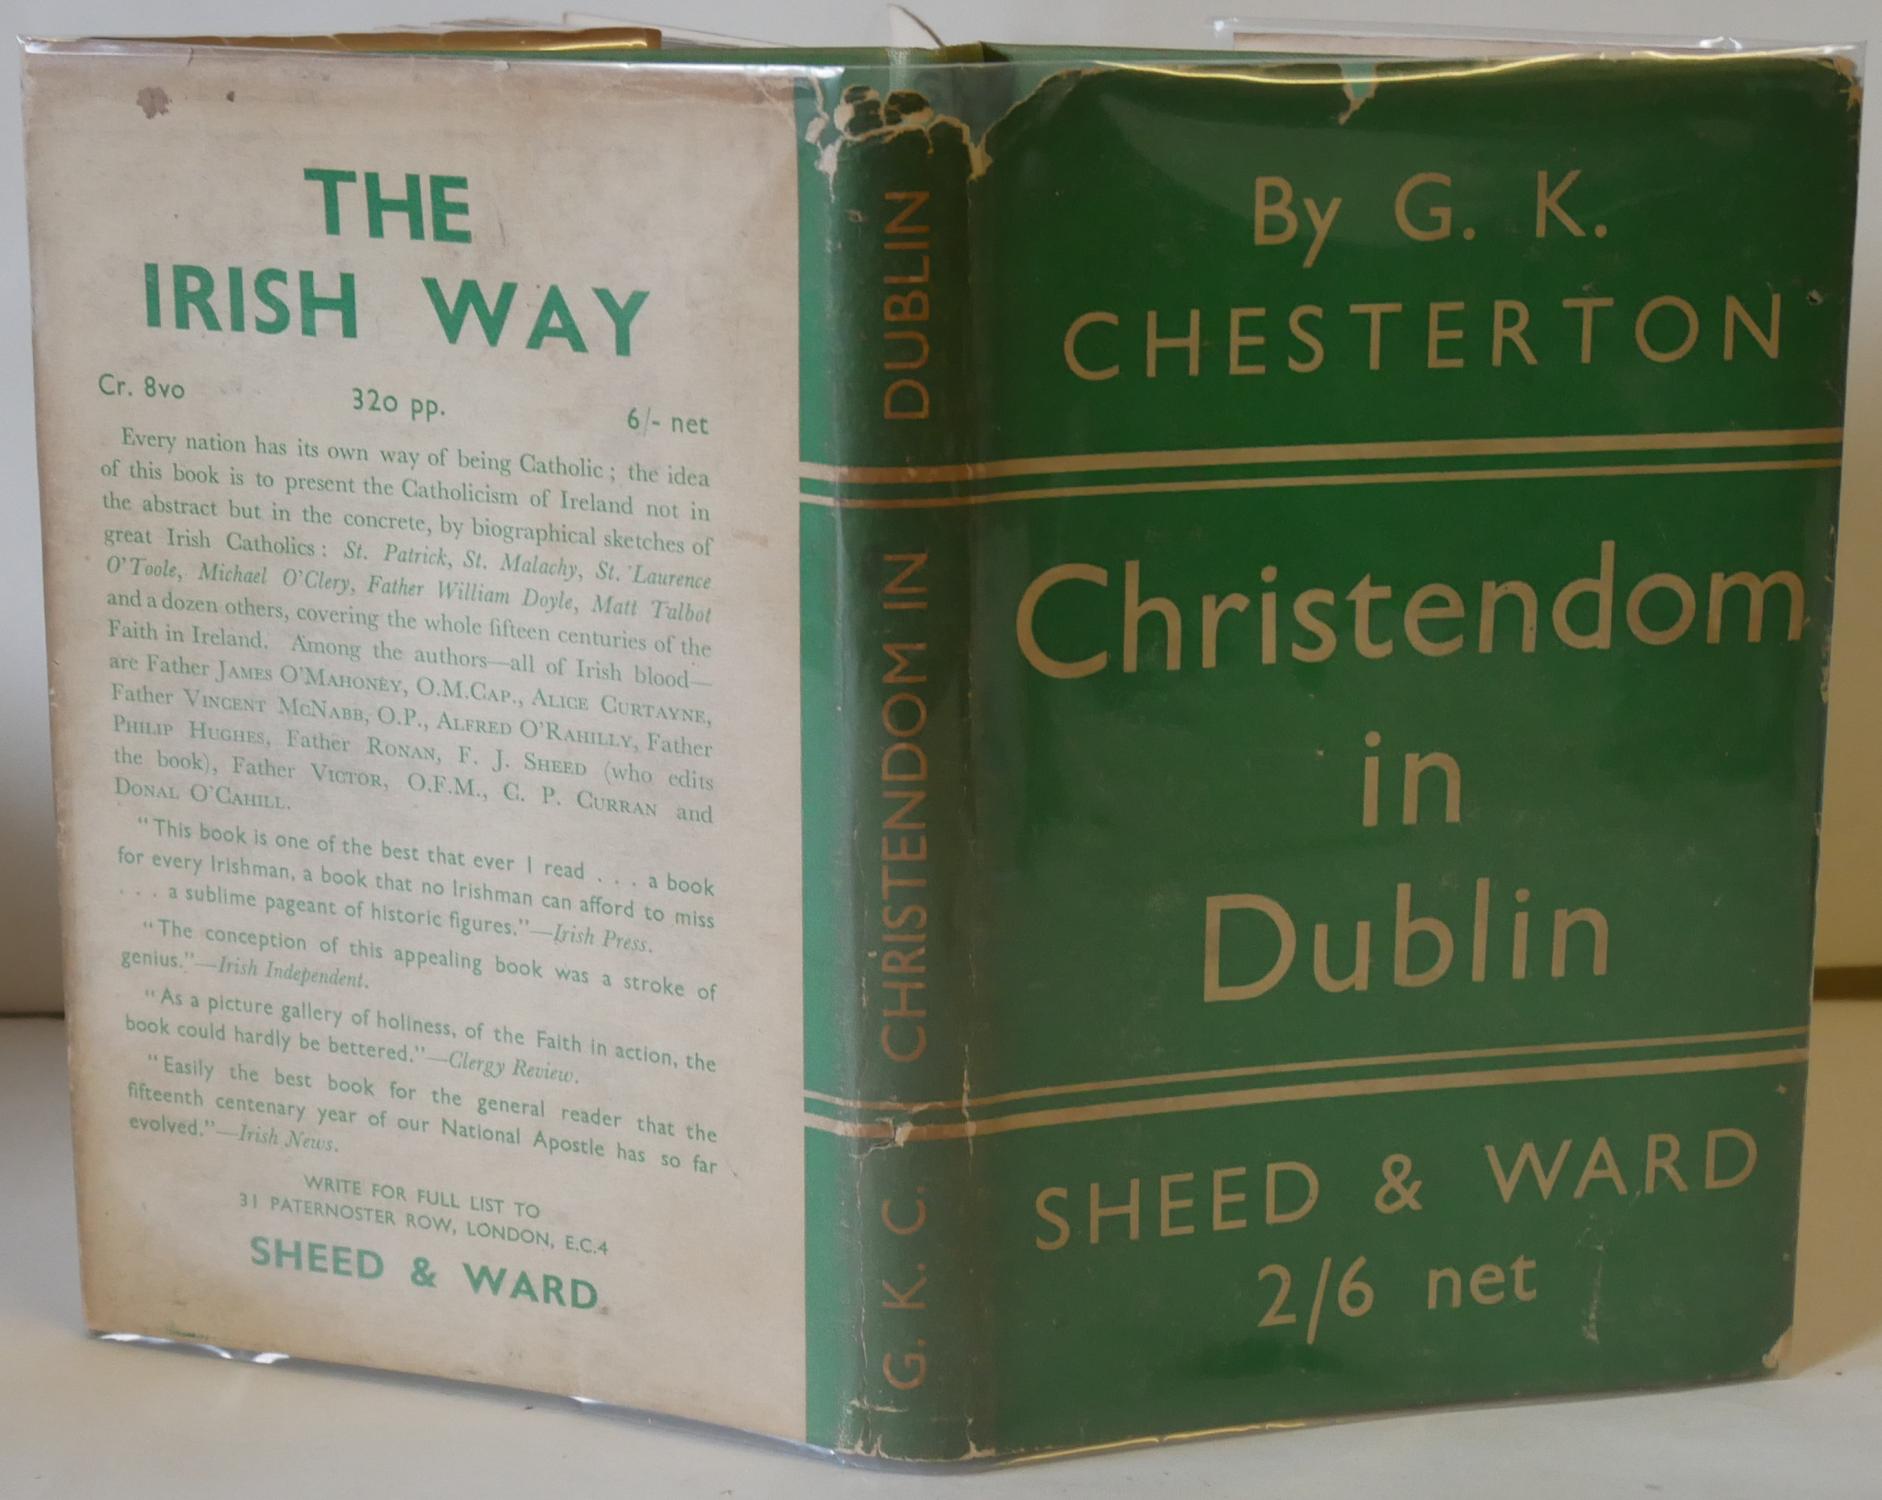 THE
IRISH WAY
Cr. 8vo 320 pp. 6/- net
Every nation has its own way of being Catholic ; the idea
of this book is to present the Catholicism of Ireland not in
the abstract but in the concrete, by biographical sketches of
great Irish Catholics : St. Patrick, St. Malachy, St. Laurence
O'Toole, Michael O'Clery, Father William Doyle, Matt Talbot
and a dozen others, covering the whole fifteen centuries of the
Faith in Ireland. Among the authors—all of Irish blood—
are Father JAMES O'MAHONEY, O.M.CAP., ALICE CURTAYNE,
Father VINCENT MCNABB, O.P., ALFRED O'RAHILLY, Father
PHILIP HUGHES, Father RONAN, F. J. SHEED (who edits
the book), Father VICTOR, O.F.M., C. P. CURRAN and
DONAL O'CAHILL.
"This book is one of the best that ever I read . . . a book
for every Irishman, a book that no Irishman can afford to miss
. . . a sublime pageant of historic figures."—Irish Press.
"The conception of this appealing book was a stroke of
genius."—Irish Independent.
"As a picture gallery of holiness, of the Faith in action, the
book could hardly be bettered."—Clergy Review.
"Easily the best book for the general reader that the
fifteenth centenary year of our National Apostle has so far
evolved."—Irish News.
WRITE FOR FULL LIST TO
31 PATERNOSTER ROW, LONDON, E.C.4
SHEED & WARD
G. K. C. CHRISTENDOM IN DUBLIN
By G. K.
CHESTERTON
Christendom
in
Dublin
SHEED & WARD
2/6 net